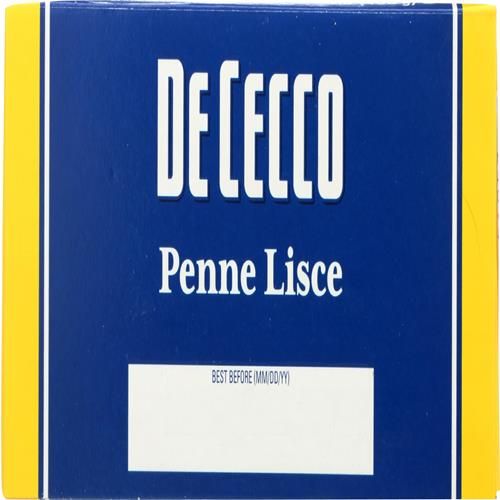 DE CECCO
Penne Lisce
BEST BEFORE (MM/DD/YY)